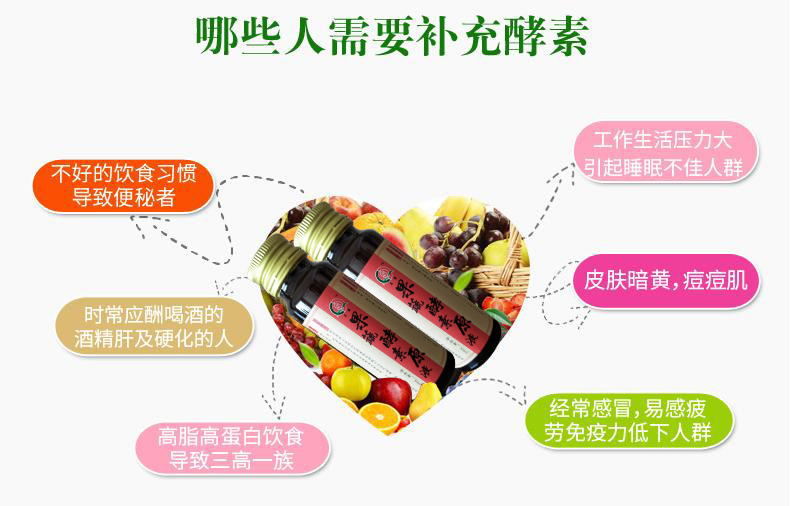 哪些人需要补充酵素
工作生活压力大
引起睡眠不佳人群
不好的饮食习惯
导致便秘者
皮肤暗黄,痘痘肌
时常应酬喝酒的
酒精肝及硬化的人
经常感冒,易感疲
劳免疫力低下人群
高脂高蛋白饮食
导致三高一族
果蔬酵素原液
果蔬酵素原液